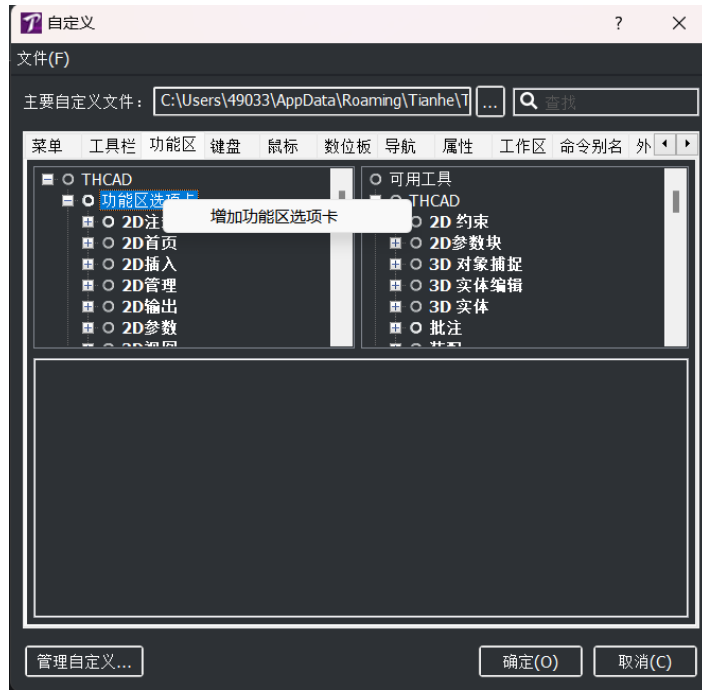 自定义
文件(F)
主要自定义文件： C:\Users\49033\AppData\Roaming\Tianhe\T ... 查找
菜单 工具栏 功能区 键盘 鼠标 数位板 导航 属性 工作区 命令别名 外
THCAD
功能区选项卡
增加功能区选项卡
2D注
2D首页
2D插入
2D管理
2D输出
2D参数
可用工具
THCAD
2D 约束
2D参数块
3D 对象捕捉
3D 实体编辑
3D 实体
批注
管理自定义...
确定(O) 取消(C)